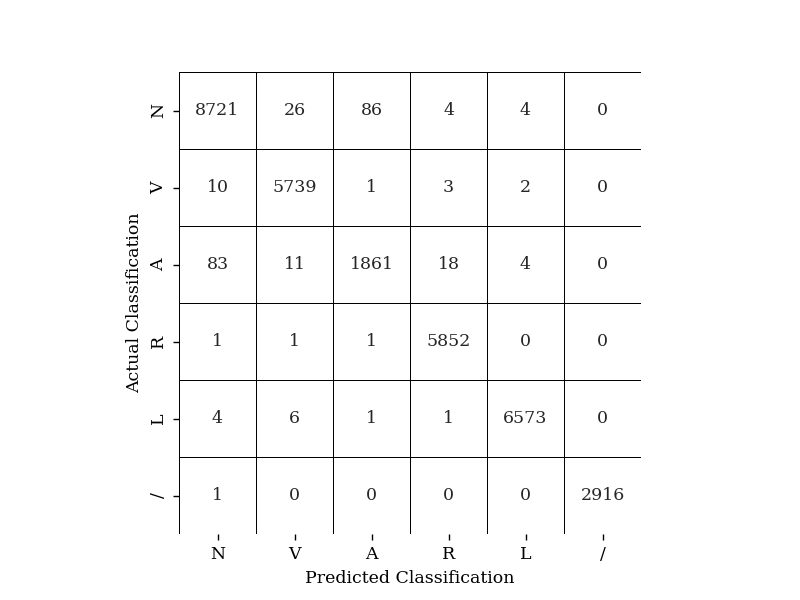 N 8721 26 86 4 4 0
V 10 5739 1 3 2 0
A 83 11 1861 18 4 0
R 1 1 1 5852 0 0
L 4 6 1 1 6573 0
/ 1 0 0 0 0 2916
N V A R L /
Predicted Classification
Actual Classification